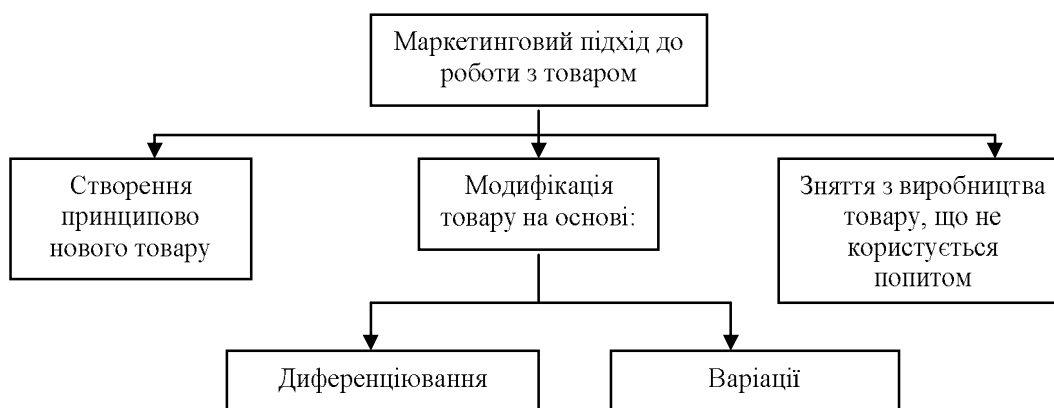 Маркетинговий підхід до
роботи з товаром
Створення
принципово
нового товару
Модифікація
товару на основі:
Зняття з виробництва
товару, що не
користується
попитом
Диференціювання
Варіації